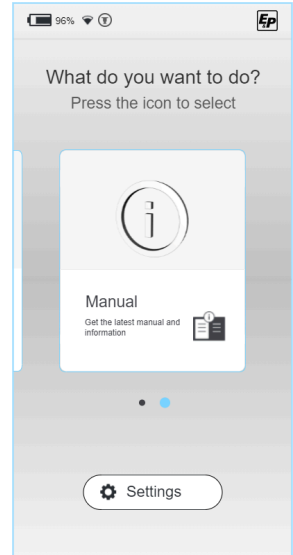 96%
EP
What do you want to do?
Press the icon to select
i
Manual
Get the latest manual and
information
Settings